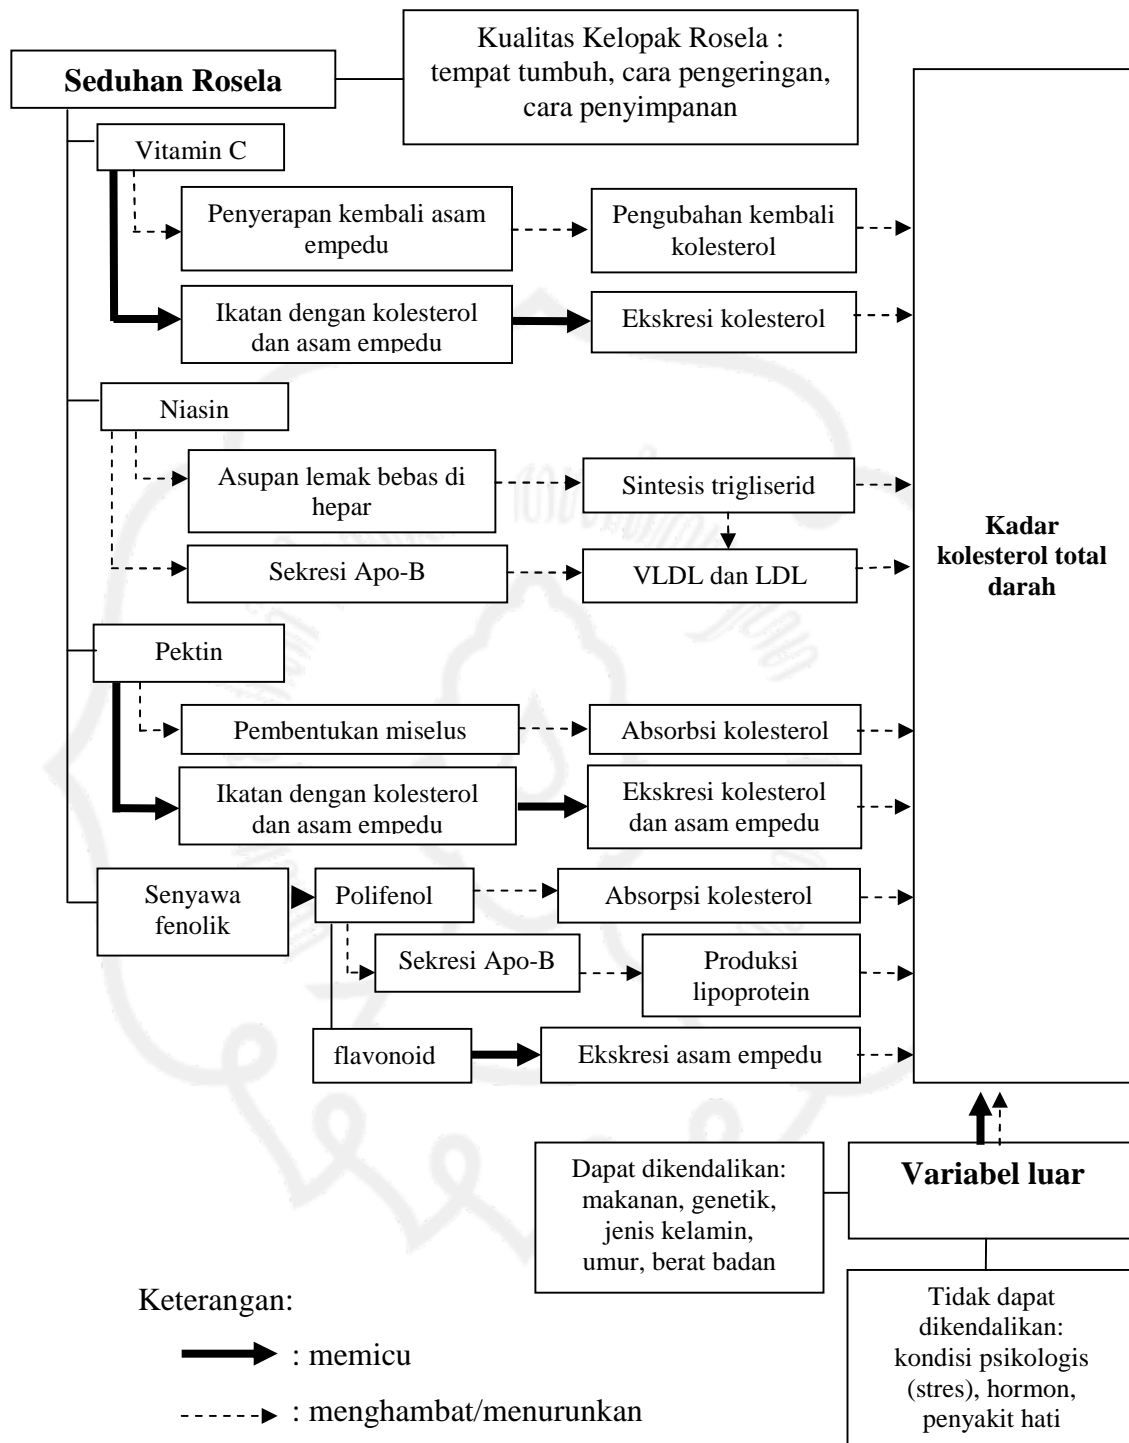 Kualitas Kelopak Rosela :
tempat tumbuh, cara pengeringan,
cara penyimpanan
Seduhan Rosela
Vitamin C
Penyerapan kembali asam
empedu
Pengubahan kembali
kolesterol
Ikatan dengan kolesterol
dan asam empedu
Ekskresi kolesterol
Niasin
Asupan lemak bebas di
hepar
Sintesis trigliserid
Sekresi Apo-B
VLDL dan LDL
Kadar
kolesterol total
darah
Pektin
Pembentukan miselus
Absorbsi kolesterol
Ikatan dengan kolesterol
dan asam empedu
Ekskresi kolesterol
dan asam empedu
Senyawa
fenolik
Polifenol
Absorpsi kolesterol
Sekresi Apo-B
Produksi
lipoprotein
flavonoid
Ekskresi asam empedu
Dapat dikendalikan:
makanan, genetik,
jenis kelamin,
umur, berat badan
Variabel luar
Tidak dapat
dikendalikan:
kondisi psikologis
(stres), hormon,
penyakit hati
Keterangan:
: memicu
: menghambat/menurunkan